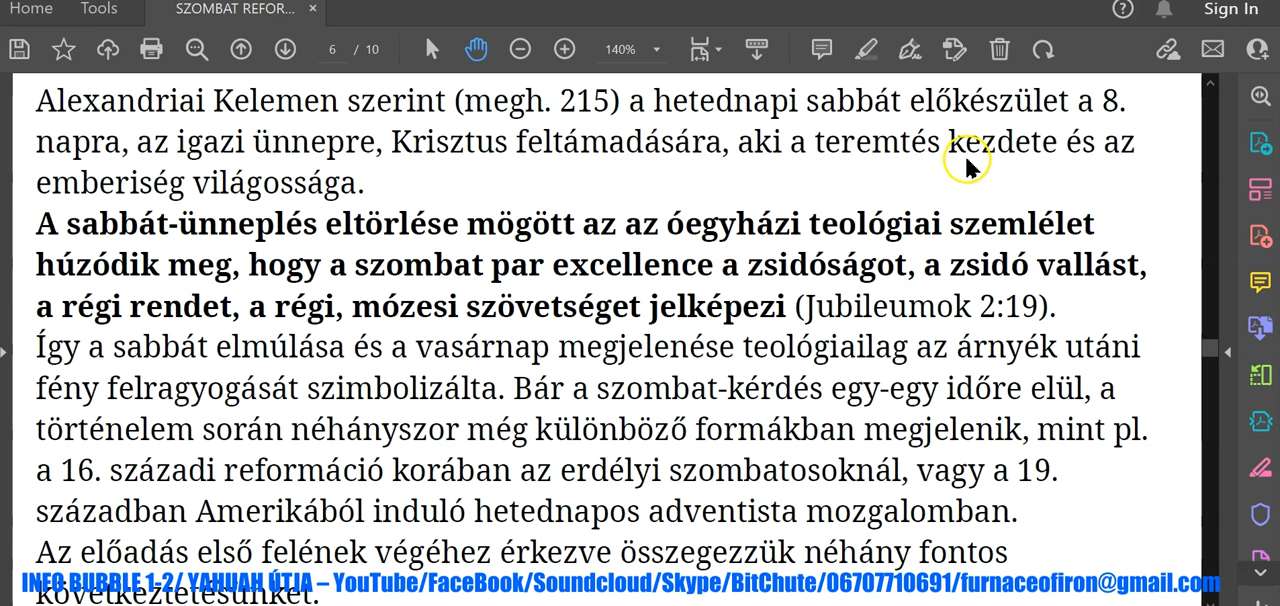 Home Tools SZOMBAT REFOR... × Sign In
6 / 10 140%
Alexandriai Kelemen szerint (megh. 215) a hetednapi sabbát előkészület a 8.
napra, az igazi ünnepre, Krisztus feltámadására, aki a teremtés kezdete és az
emberiség világossága.
A sabbát-ünneplés eltörlése mögött az az óegyházi teológiai szemlélet
húzódik meg, hogy a szombat par excellence a zsidóságot, a zsidó vallást,
a régi rendet, a régi, mózesi szövetséget jelképezi (Jubileumok 2:19).
Így a sabbát elmúlása és a vasárnap megjelenése teológiailag az árnyék utáni
fény felragyogását szimbolizálta. Bár a szombat-kérdés egy-egy időre elül, a
történelem során néhányszor még különböző formákban megjelenik, mint pl.
a 16. századi reformáció korában az erdélyi szombatosoknál, vagy a 19.
században Amerikából induló hetednapos adventista mozgalomban.
Az előadás első felének végéhez érkezve összegezzük néhány fontos
INFO BUBBLE 1-2/ YAHUAH ÚTJA – YouTube/FaceBook/Soundcloud/Skype/BitChute/06707710691/furnaceofiron@gmail.com
következtetésünket.